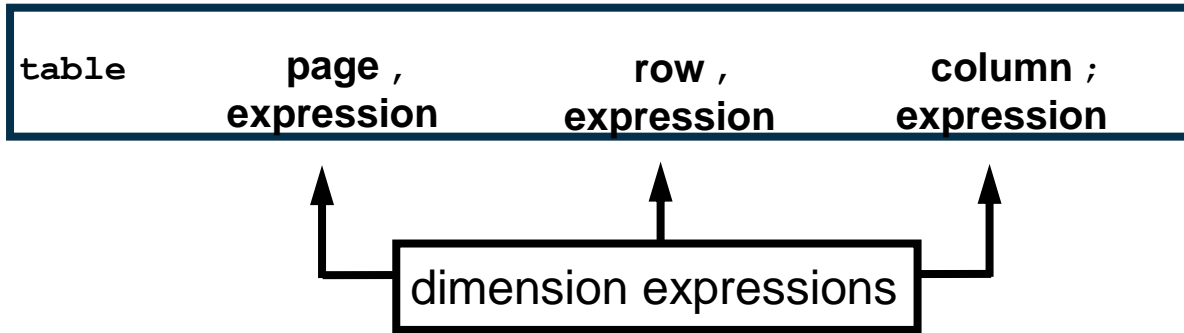 table page , row , column ;
expression expression expression
dimension expressions